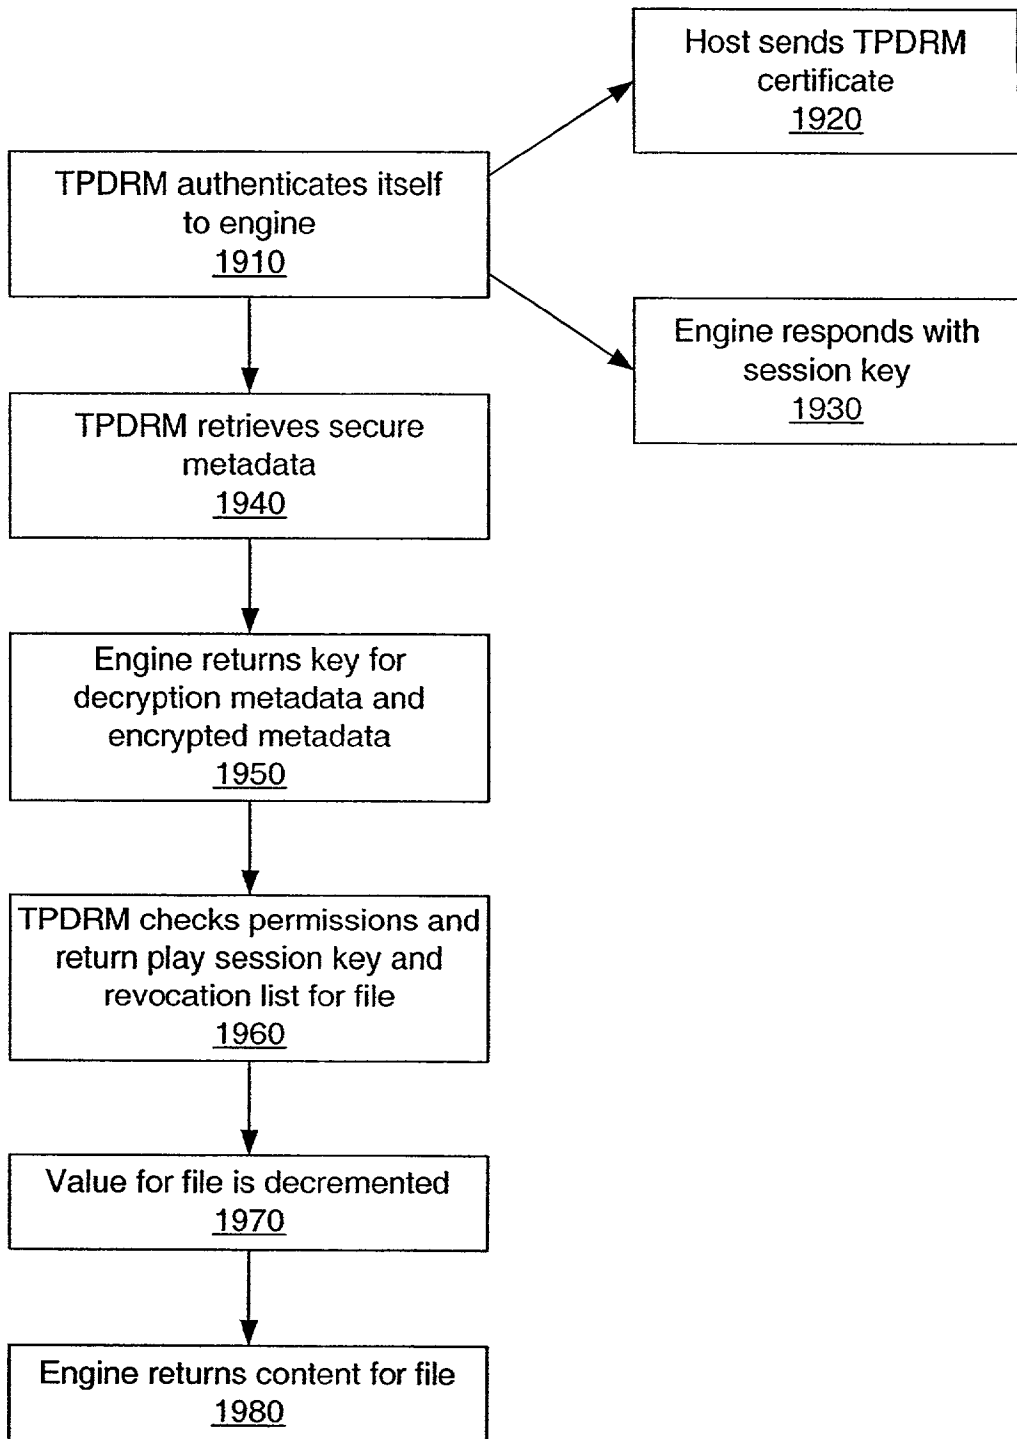 Host sends TPDRM
certificate
1920
TPDRM authenticates itself
to engine
1910
Engine responds with
session key
1930
TPDRM retrieves secure
metadata
1940
Engine returns key for
decryption metadata and
encrypted metadata
1950
TPDRM checks permissions and
return play session key and
revocation list for file
1960
Value for file is decremented
1970
Engine returns content for file
1980